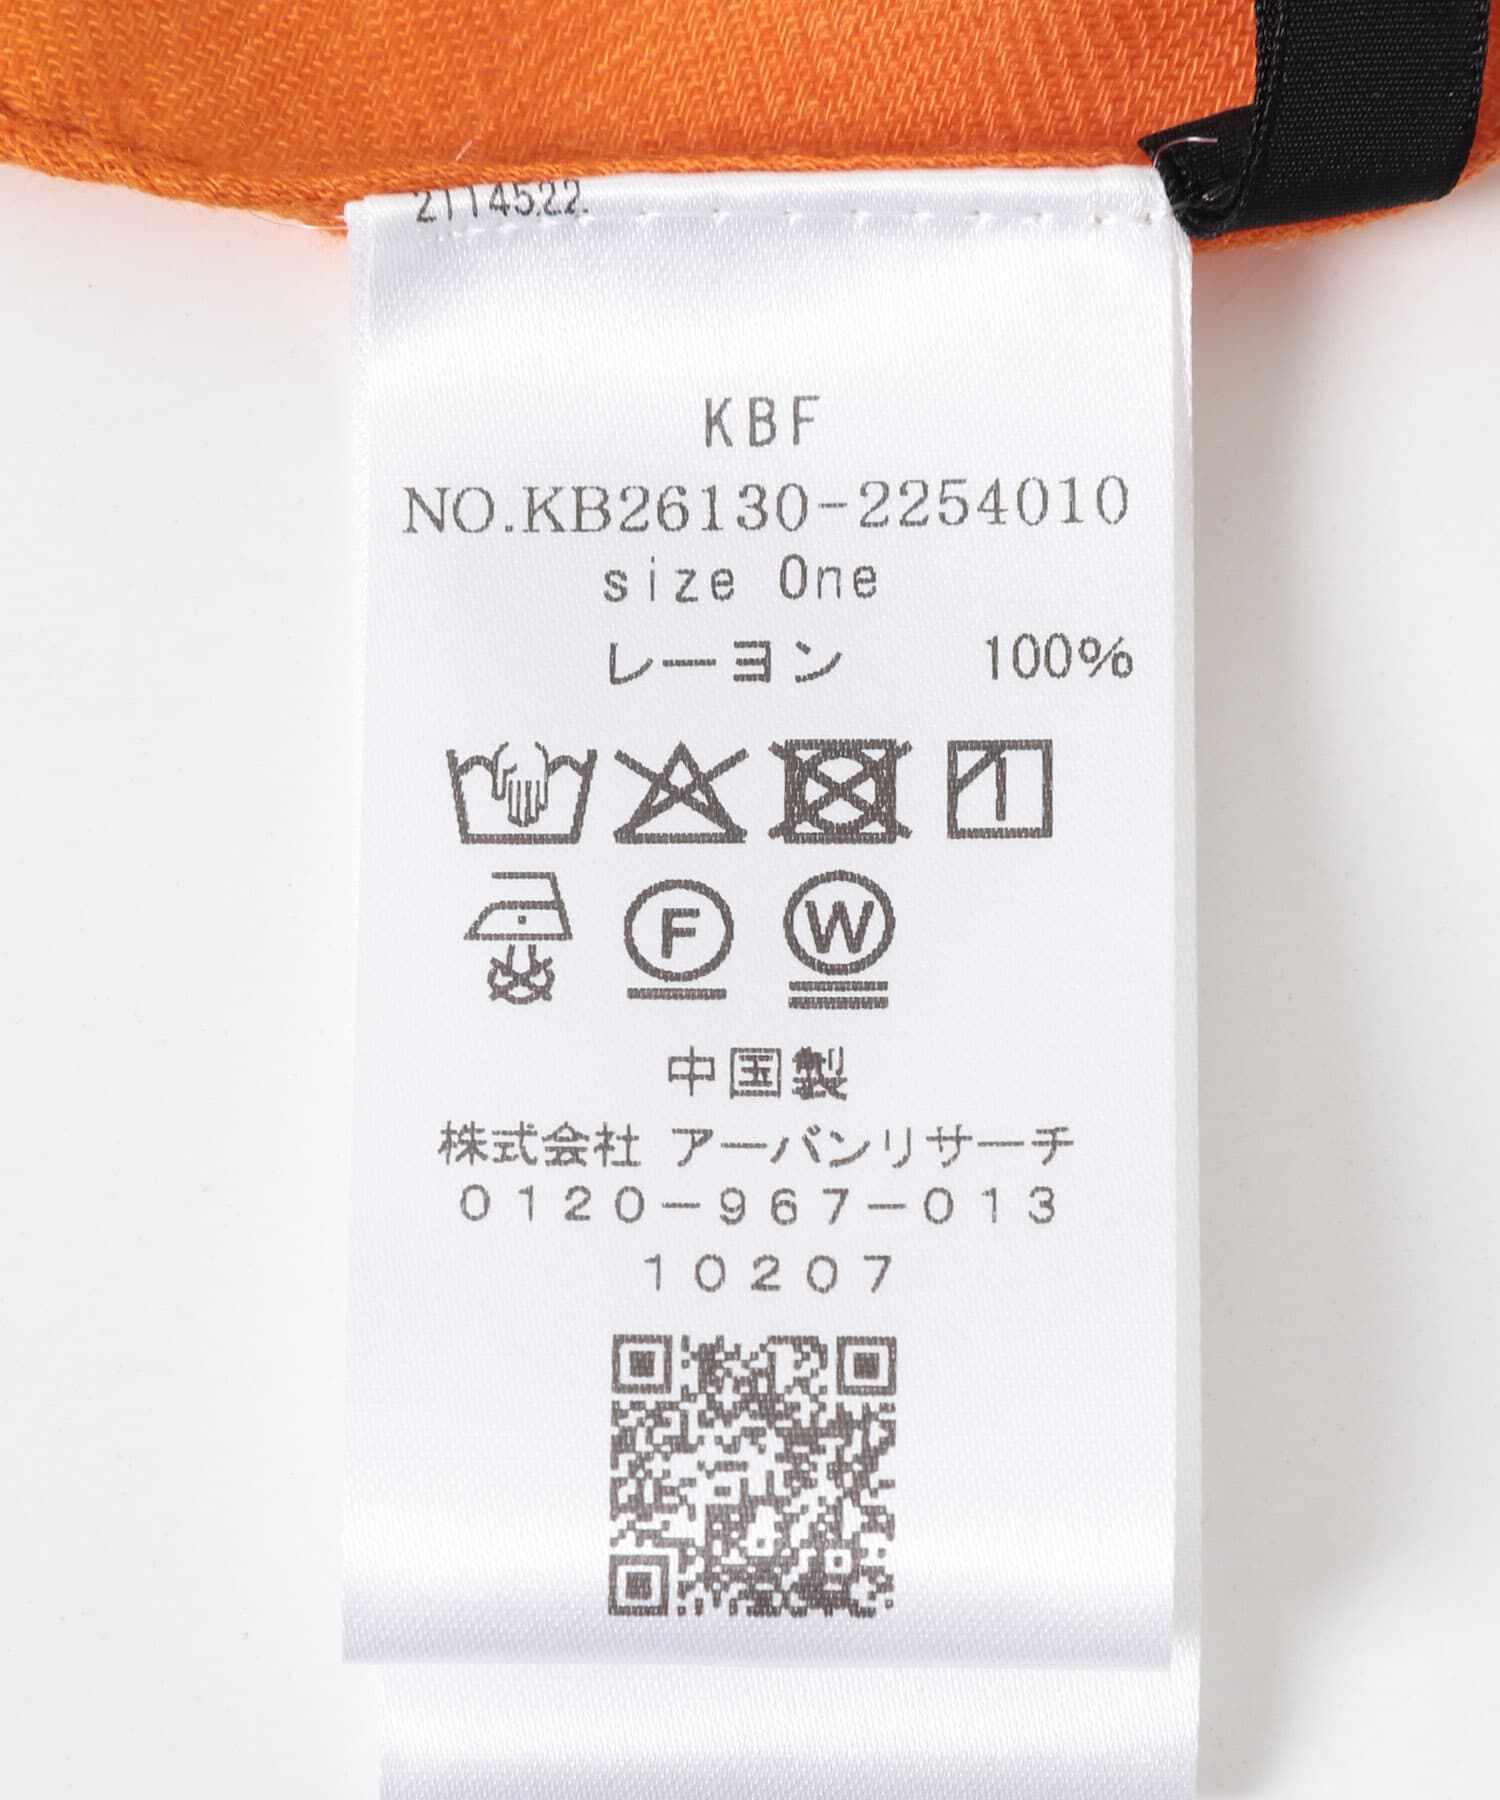 2114522
KBF
NO.KB26130-2254010
size One
レーヨン 100%
F W
中国製
株式会社 アーバンリサーチ
0120-967-013
10207